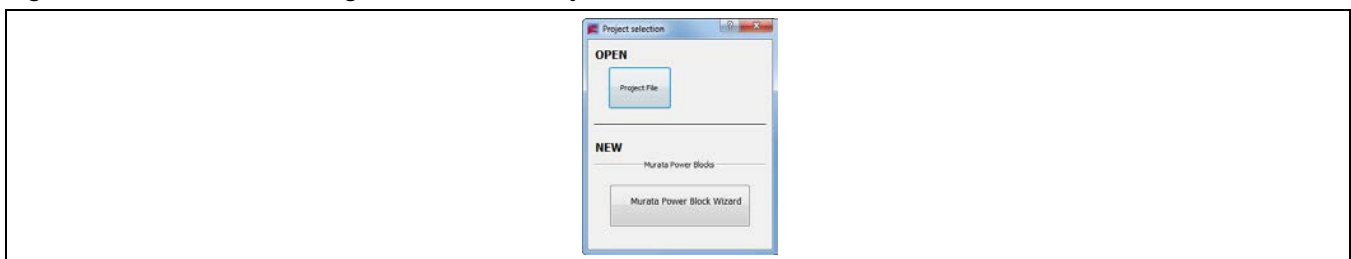 Project selection
OPEN
Project File
NEW
Murata Power Blocks
Murata Power Block Wizard